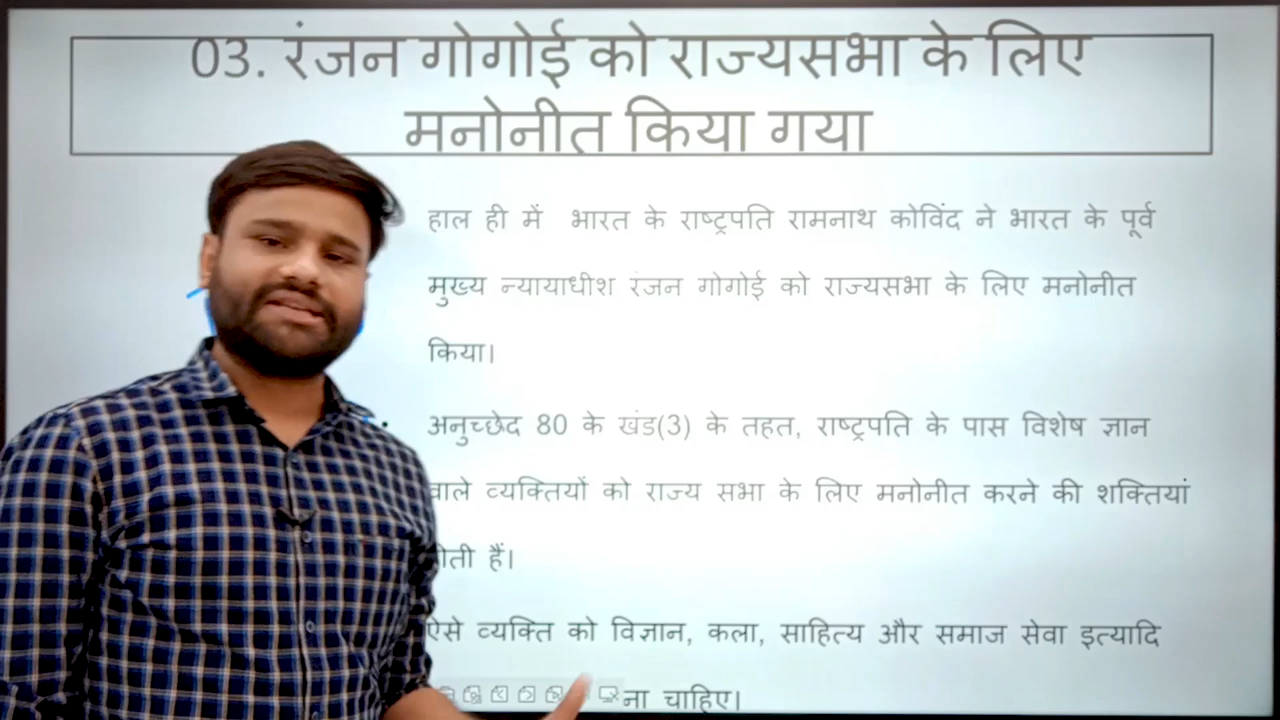 03. रंजन गोगोई को राज्यसभा के लिए
मनोनीत किया गया
हाल ही में भारत के राष्ट्रपति रामनाथ कोविंद ने भारत के पूर्व
मुख्य न्यायाधीश रंजन गोगोई को राज्यसभा के लिए मनोनीत
किया।
अनुच्छेद 80 के खंड(3) के तहत, राष्ट्रपति के पास विशेष ज्ञान
वाले व्यक्तियों को राज्य सभा के लिए मनोनीत करने की शक्तियां
हैं।
ऐसे व्यक्ति को विज्ञान, कला, साहित्य और समाज सेवा इत्यादि
चाहिए।